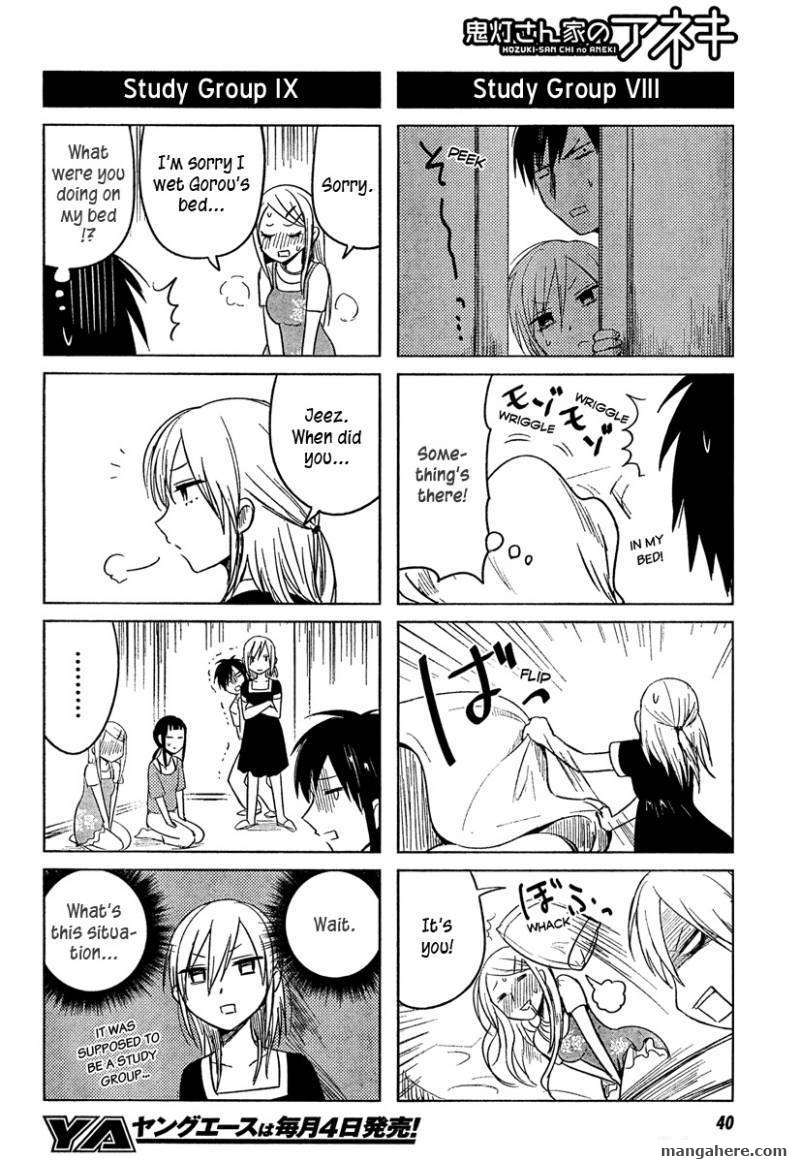 鬼灯さん家のアネキ
HOZUKI-SAN CHI no ANEKI
Study Group VIII
PEEK
そ〜っ
WRIGGLE
モゾモゾ
WRIGGLE
Some-
thing's
there!
IN MY
BED!
ばっ
FLIP
ぼふっ
WHACK
It's
you!
Study Group IX
Sorry.
I'm sorry I
wet Gorou's
bed...
What
were you
doing on
my bed
!?
Jeez.
When did
you...
........
Wait.
What's
this situa-
tion...
IT WAS
SUPPOSED TO
BE A STUDY
GROUP...
YA ヤングエースは毎月4日発売!
40
mangahere.com